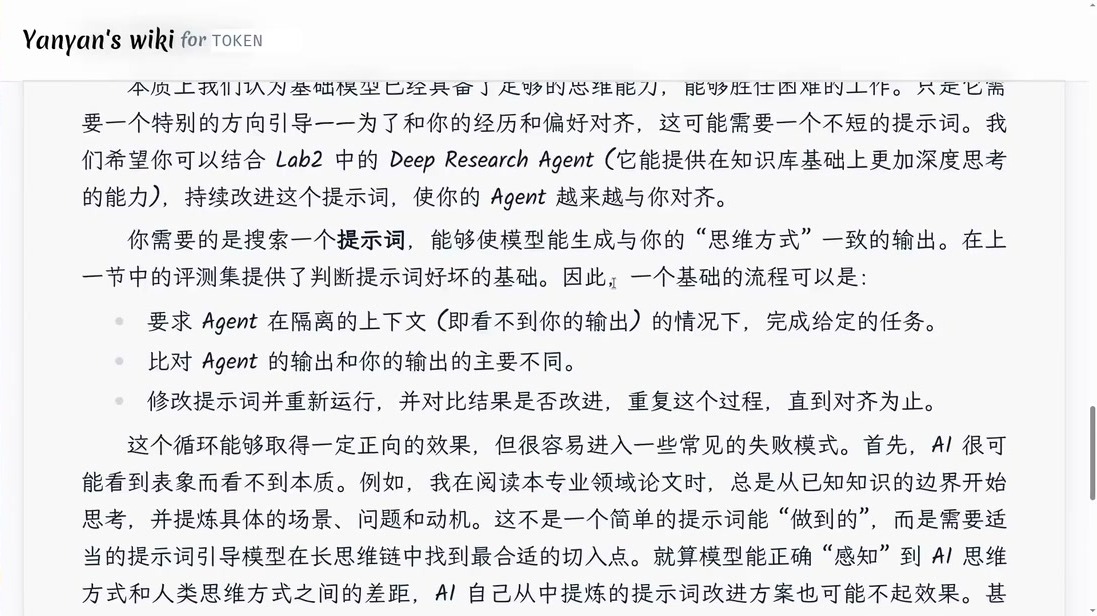 Yanyan's wiki for TOKEN
本质上我们认为基础模型已经具备了足够的思维能力，能够胜任困难的工作。只是它需
要一个特别的方向引导——为了和你的经历和偏好对齐，这可能需要一个不短的提示词。我
们希望你可以结合 Lab2 中的 Deep Research Agent (它能提供在知识库基础上更加深度思考
的能力)，持续改进这个提示词，使你的 Agent 越来越与你对齐。
你需要的是搜索一个提示词，能够使模型能生成与你的 “思维方式” 一致的输出。在上
一节中的评测集提供了判断提示词好坏的基础。因此，一个基础的流程可以是：
要求 Agent 在隔离的上下文 (即看不到你的输出) 的情况下，完成给定的任务。
比对 Agent 的输出和你的输出的主要不同。
修改提示词并重新运行，并对比结果是否改进，重复这个过程，直到对齐为止。
这个循环能够取得一定正向的效果，但很容易进入一些常见的失败模式。首先，AI 很可
能看到表象而看不到本质。例如，我在阅读本专业领域论文时，总是从已知知识的边界开始
思考，并提炼具体的场景、问题和动机。这不是一个简单的提示词能 “做到的”，而是需要适
当的提示词引导模型在长思维链中找到最合适的切入点。就算模型能正确 “感知” 到 AI 思维
方式和人类思维方式之间的差距，AI 自己从中提炼的提示词改进方案也可能不起效果。甚